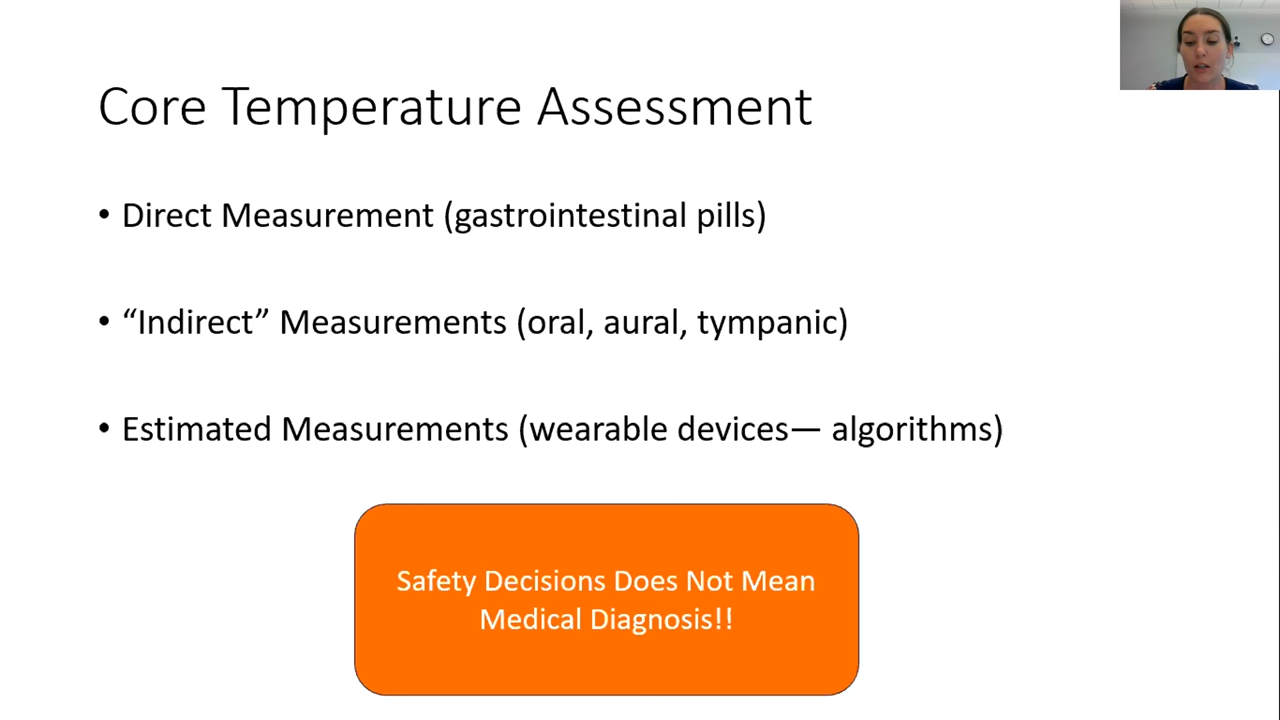 Core Temperature Assessment
• Direct Measurement (gastrointestinal pills)
• “Indirect” Measurements (oral, aural, tympanic)
• Estimated Measurements (wearable devices— algorithms)
Safety Decisions Does Not Mean
Medical Diagnosis!!